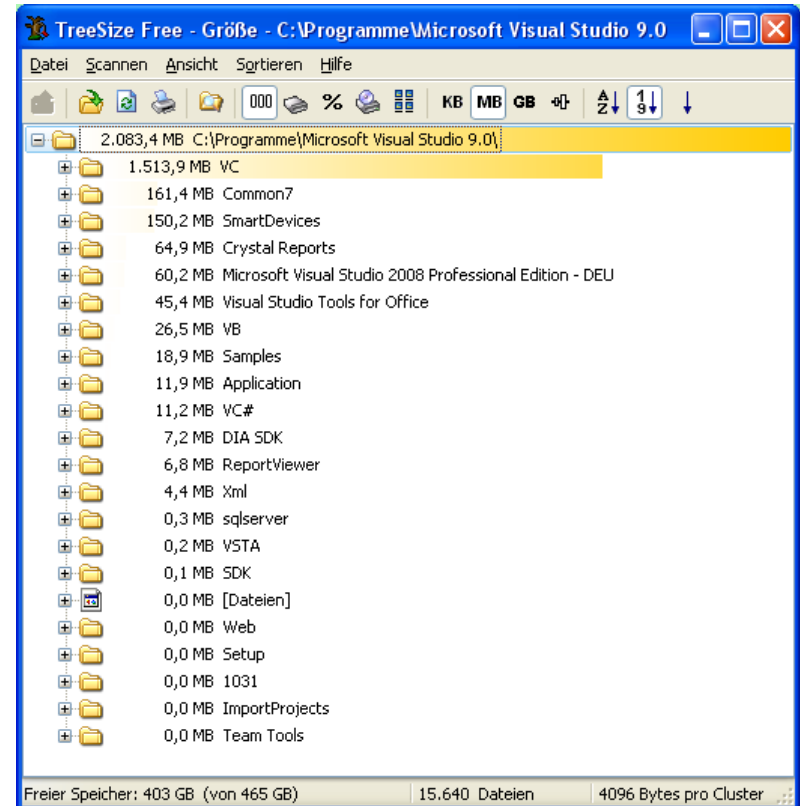 TreeSize Free - Größe - C:\Programme\Microsoft Visual Studio 9.0
Datei Scannen Ansicht Sortieren Hilfe
000 % KB MB GB A Z 1 9
2.083,4 MB C:\Programme\Microsoft Visual Studio 9.0\
1.513,9 MB VC
161,4 MB Common7
150,2 MB SmartDevices
64,9 MB Crystal Reports
60,2 MB Microsoft Visual Studio 2008 Professional Edition - DEU
45,4 MB Visual Studio Tools for Office
26,5 MB VB
18,9 MB Samples
11,9 MB Application
11,2 MB VC#
7,2 MB DIA SDK
6,8 MB ReportViewer
4,4 MB Xml
0,3 MB sqlserver
0,2 MB VSTA
0,1 MB SDK
0,0 MB [Dateien]
0,0 MB Web
0,0 MB Setup
0,0 MB 1031
0,0 MB ImportProjects
0,0 MB Team Tools
Freier Speicher: 403 GB (von 465 GB) 15.640 Dateien 4096 Bytes pro Cluster